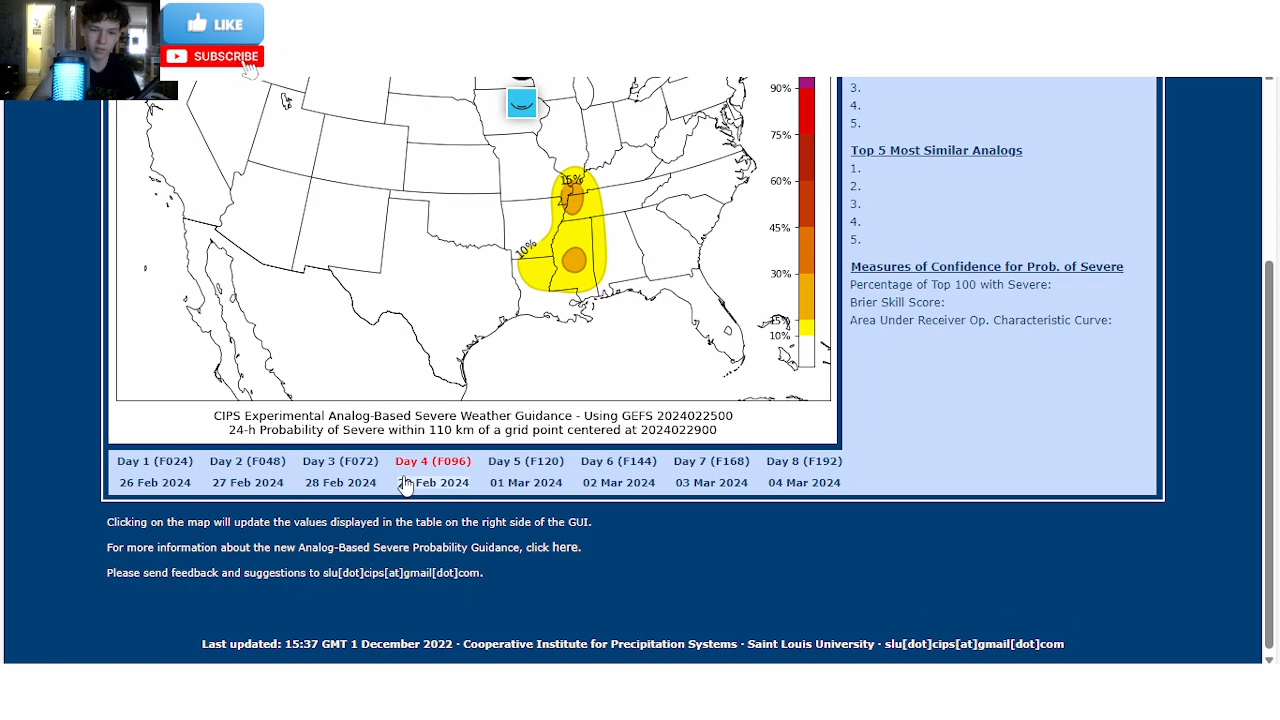 LIKE
SUBSCRIBE
90%
75%
60%
45%
30%
15%
10%
15%
10%
3.
4.
5.
Top 5 Most Similar Analogs
1.
2.
3.
4.
5.
Measures of Confidence for Prob. of Severe
Percentage of Top 100 with Severe:
Brier Skill Score:
Area Under Receiver Op. Characteristic Curve:
CIPS Experimental Analog-Based Severe Weather Guidance - Using GEFS 2024022500
24-h Probability of Severe within 110 km of a grid point centered at 2024022900
Day 1 (F024) Day 2 (F048) Day 3 (F072) Day 4 (F096) Day 5 (F120) Day 6 (F144) Day 7 (F168) Day 8 (F192)
26 Feb 2024 27 Feb 2024 28 Feb 2024 Feb 2024 01 Mar 2024 02 Mar 2024 03 Mar 2024 04 Mar 2024
Clicking on the map will update the values displayed in the table on the right side of the GUI.
For more information about the new Analog-Based Severe Probability Guidance, click here.
Please send feedback and suggestions to slu[dot]cips[at]gmail[dot]com.
Last updated: 15:37 GMT 1 December 2022 · Cooperative Institute for Precipitation Systems · Saint Louis University · slu[dot]cips[at]gmail[dot]com